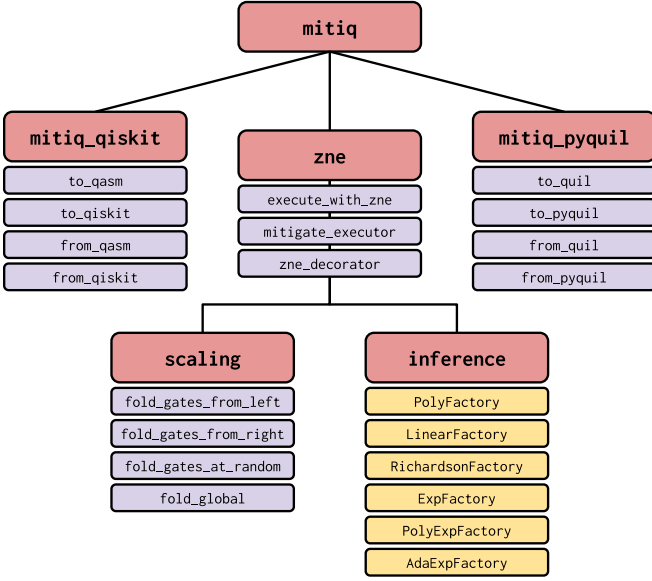 mitiq
mitiq_qiskit
to_qasm
to_qiskit
from_qasm
from_qiskit
zne
execute_with_zne
mitigate_executor
zne_decorator
mitiq_pyquil
to_quil
to_pyquil
from_quil
from_pyquil
scaling
fold_gates_from_left
fold_gates_from_right
fold_gates_at_random
fold_global
inference
PolyFactory
LinearFactory
RichardsonFactory
ExpFactory
PolyExpFactory
AdaExpFactory